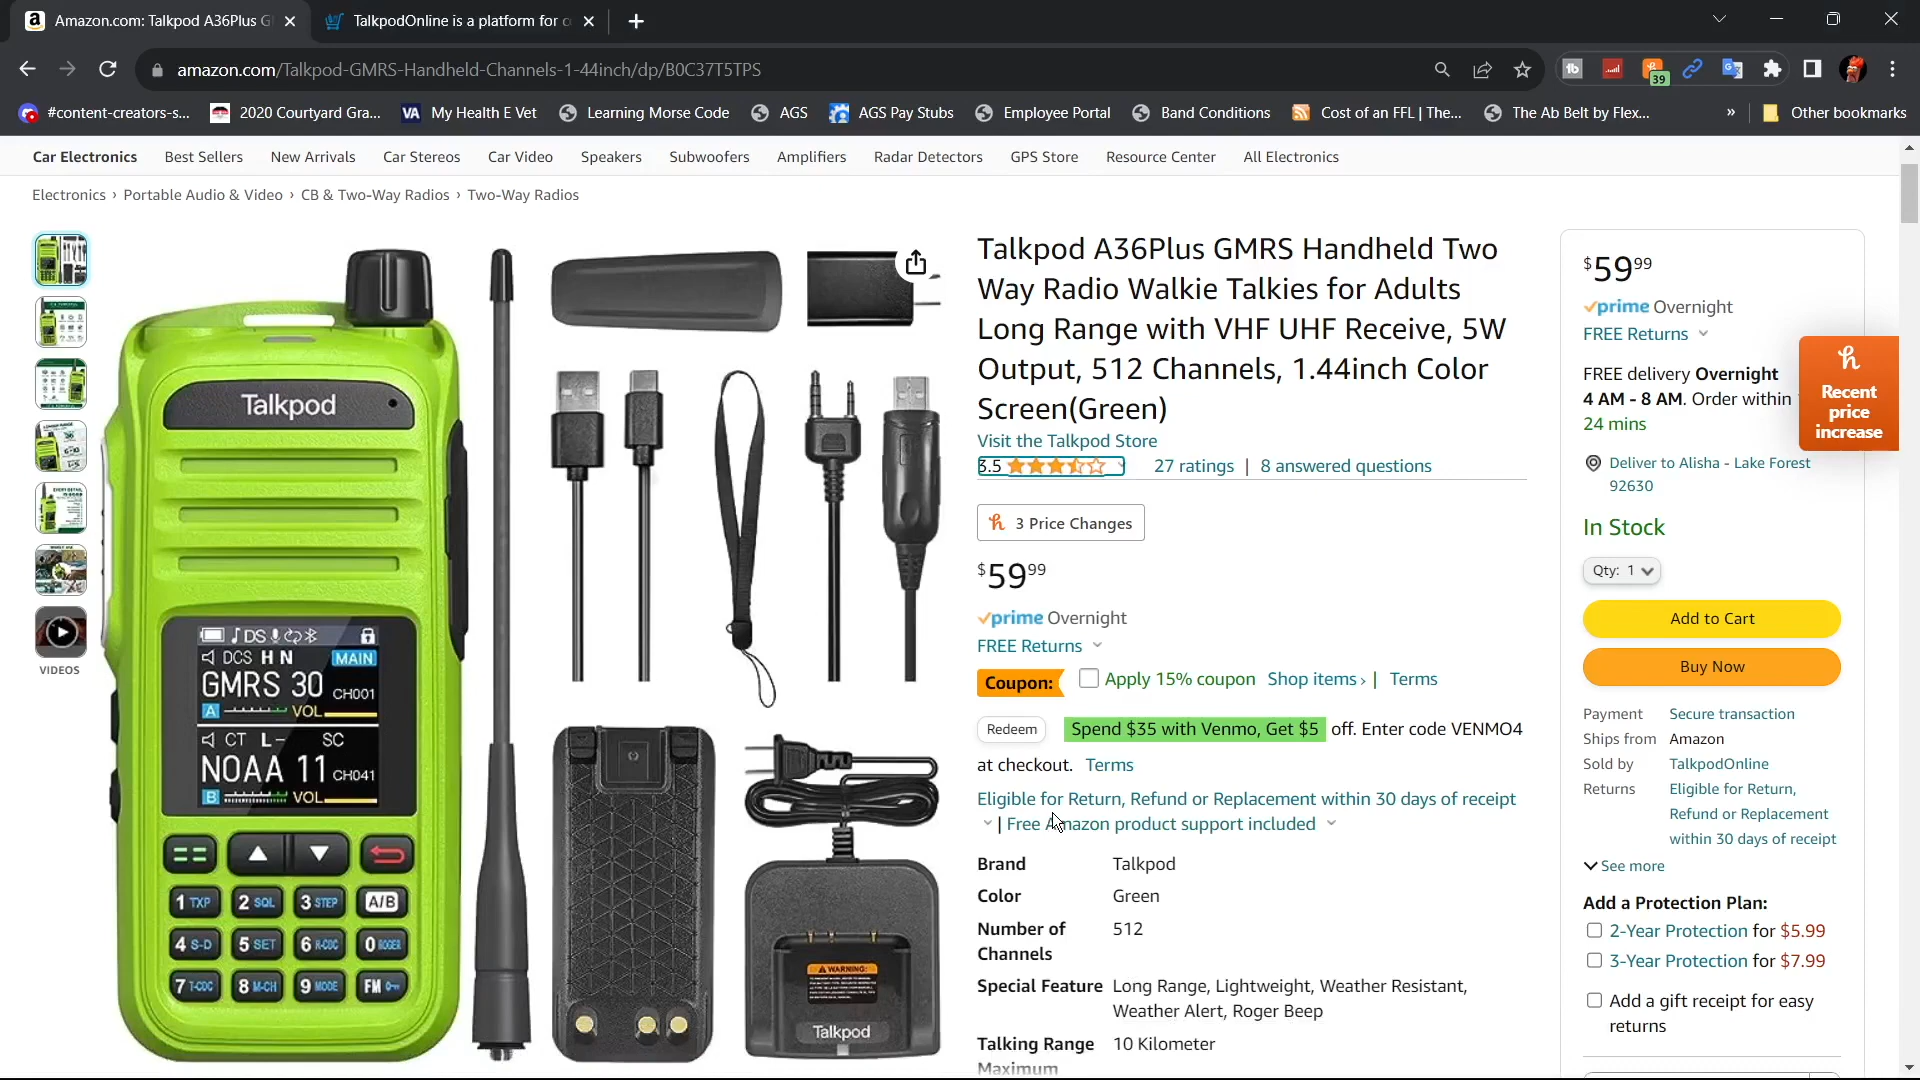 Amazon.com: Talkpod A36Plus G
TalkpodOnline is a platform for
amazon.com/Talkpod-GMRS-Handheld-Channels-1-44inch/dp/B0C37T5TPS
39
#content-creators-s...
2020 Courtyard Gra...
VA My Health E Vet
Learning Morse Code
AGS
AGS Pay Stubs
Employee Portal
Band Conditions
Cost of an FFL | The...
The Ab Belt by Flex...
»
Other bookmarks
Car Electronics
Best Sellers
New Arrivals
Car Stereos
Car Video
Speakers
Subwoofers
Amplifiers
Radar Detectors
GPS Store
Resource Center
All Electronics
Electronics › Portable Audio & Video › CB & Two-Way Radios › Two-Way Radios
VIDEOS
Talkpod
DS
DCS H N MAIN
GMRS 30 CH001
A VOL
CT L- SC
NOAA 11 CH041
B VOL
1 TXP 2 SQL 3 STEP A/B
4 S-D 5 SET 6 R-CDC 0 ROGER
7 T-CDC 8 M-CH 9 MODE FM
WARNING:
Talkpod
Talkpod A36Plus GMRS Handheld Two
Way Radio Walkie Talkies for Adults
Long Range with VHF UHF Receive, 5W
Output, 512 Channels, 1.44inch Color
Screen(Green)
Visit the Talkpod Store
3.5 27 ratings | 8 answered questions
3 Price Changes
$59.99
prime Overnight
FREE Returns
Coupon: Apply 15% coupon Shop items › | Terms
Redeem Spend $35 with Venmo, Get $5 off. Enter code VENMO4
at checkout. Terms
Eligible for Return, Refund or Replacement within 30 days of receipt
| Free Amazon product support included
Brand Talkpod
Color Green
Number of 512
Channels
Special Feature Long Range, Lightweight, Weather Resistant,
Weather Alert, Roger Beep
Talking Range 10 Kilometer
Maximum
$59.99
prime Overnight
FREE Returns
FREE delivery Overnight
4 AM - 8 AM. Order within
24 mins
Deliver to Alisha - Lake Forest
92630
In Stock
Qty: 1
Add to Cart
Buy Now
Payment Secure transaction
Ships from Amazon
Sold by TalkpodOnline
Returns Eligible for Return,
Refund or Replacement
within 30 days of receipt
See more
Add a Protection Plan:
2-Year Protection for $5.99
3-Year Protection for $7.99
Add a gift receipt for easy
returns
Recent
price
increase